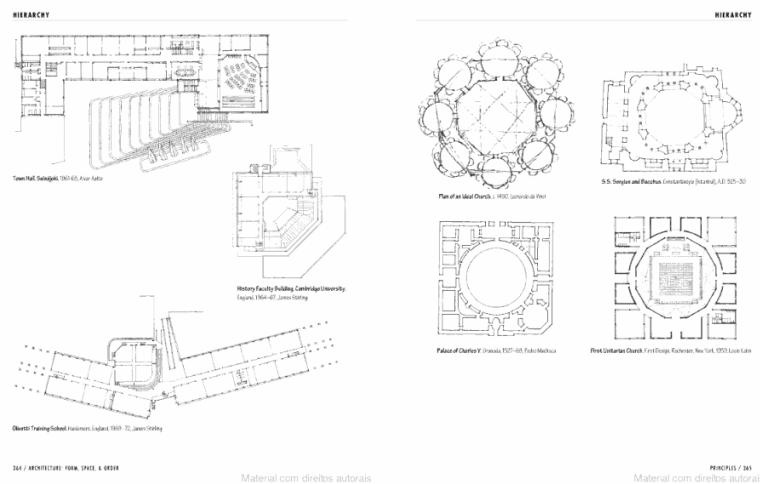 HIERARCHY
Town Hall, Seinäjoki, 1961–65, Alvar Aalto
History Faculty Building, Cambridge University,
England, 1964–67, James Stirling
Olivetti Training School, Haslemere, England, 1969–72, James Stirling
364 / ARCHITECTURE: FORM, SPACE, & ORDER
Material com direitos autorais
HIERARCHY
Plan of an Ideal Church, c. 1490, Leonardo da Vinci
S.S. Sergius and Bacchus, Constantinople (Istanbul), A.D. 525–30
Palace of Charles V, Granada, 1527–68, Pedro Machuca
First Unitarian Church, First Design, Rochester, New York, 1959, Louis Kahn
PRINCIPLES / 365
Material com direitos autorai